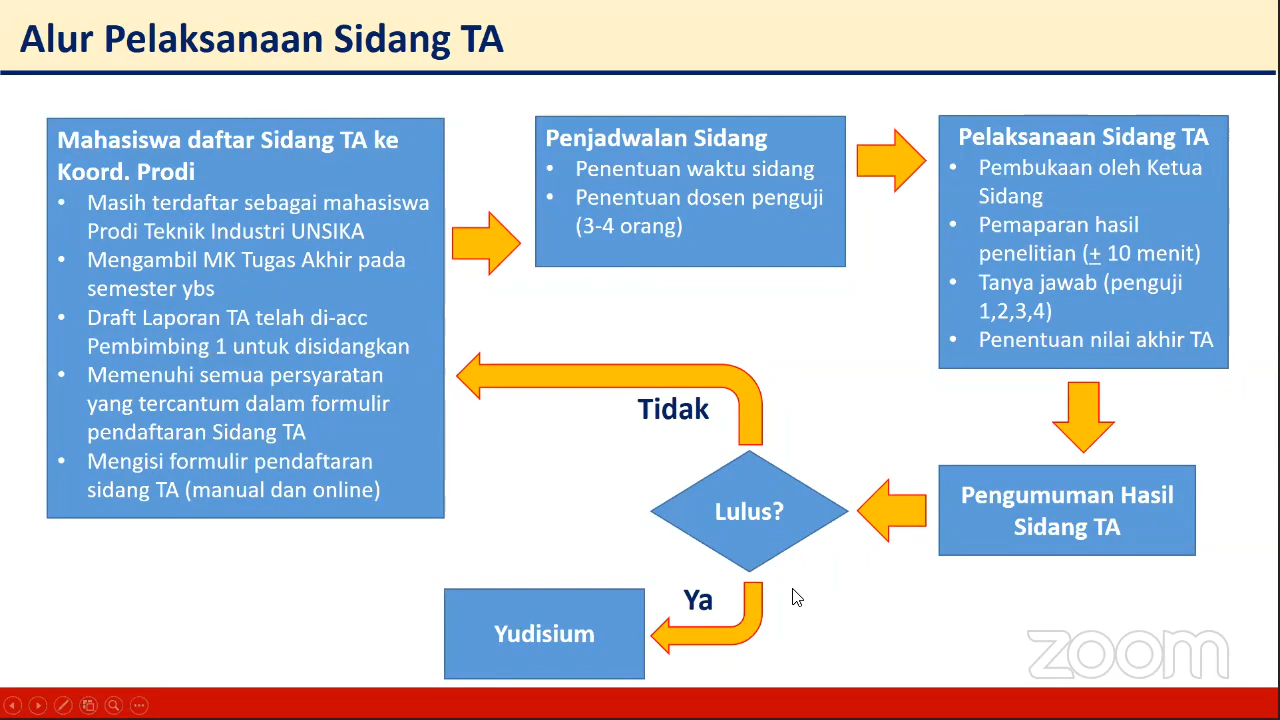 Alur Pelaksanaan Sidang TA
Mahasiswa daftar Sidang TA ke
Koord. Prodi
• Masih terdaftar sebagai mahasiswa
Prodi Teknik Industri UNSIKA
• Mengambil MK Tugas Akhir pada
semester ybs
• Draft Laporan TA telah di-acc
Pembimbing 1 untuk disidangkan
• Memenuhi semua persyaratan
yang tercantum dalam formulir
pendaftaran Sidang TA
• Mengisi formulir pendaftaran
sidang TA (manual dan online)
Penjadwalan Sidang
• Penentuan waktu sidang
• Penentuan dosen penguji
(3-4 orang)
Pelaksanaan Sidang TA
• Pembukaan oleh Ketua
Sidang
• Pemaparan hasil
penelitian (+ 10 menit)
• Tanya jawab (penguji
1,2,3,4)
• Penentuan nilai akhir TA
Pengumuman Hasil
Sidang TA
Lulus?
Tidak
Ya
Yudisium
zoom